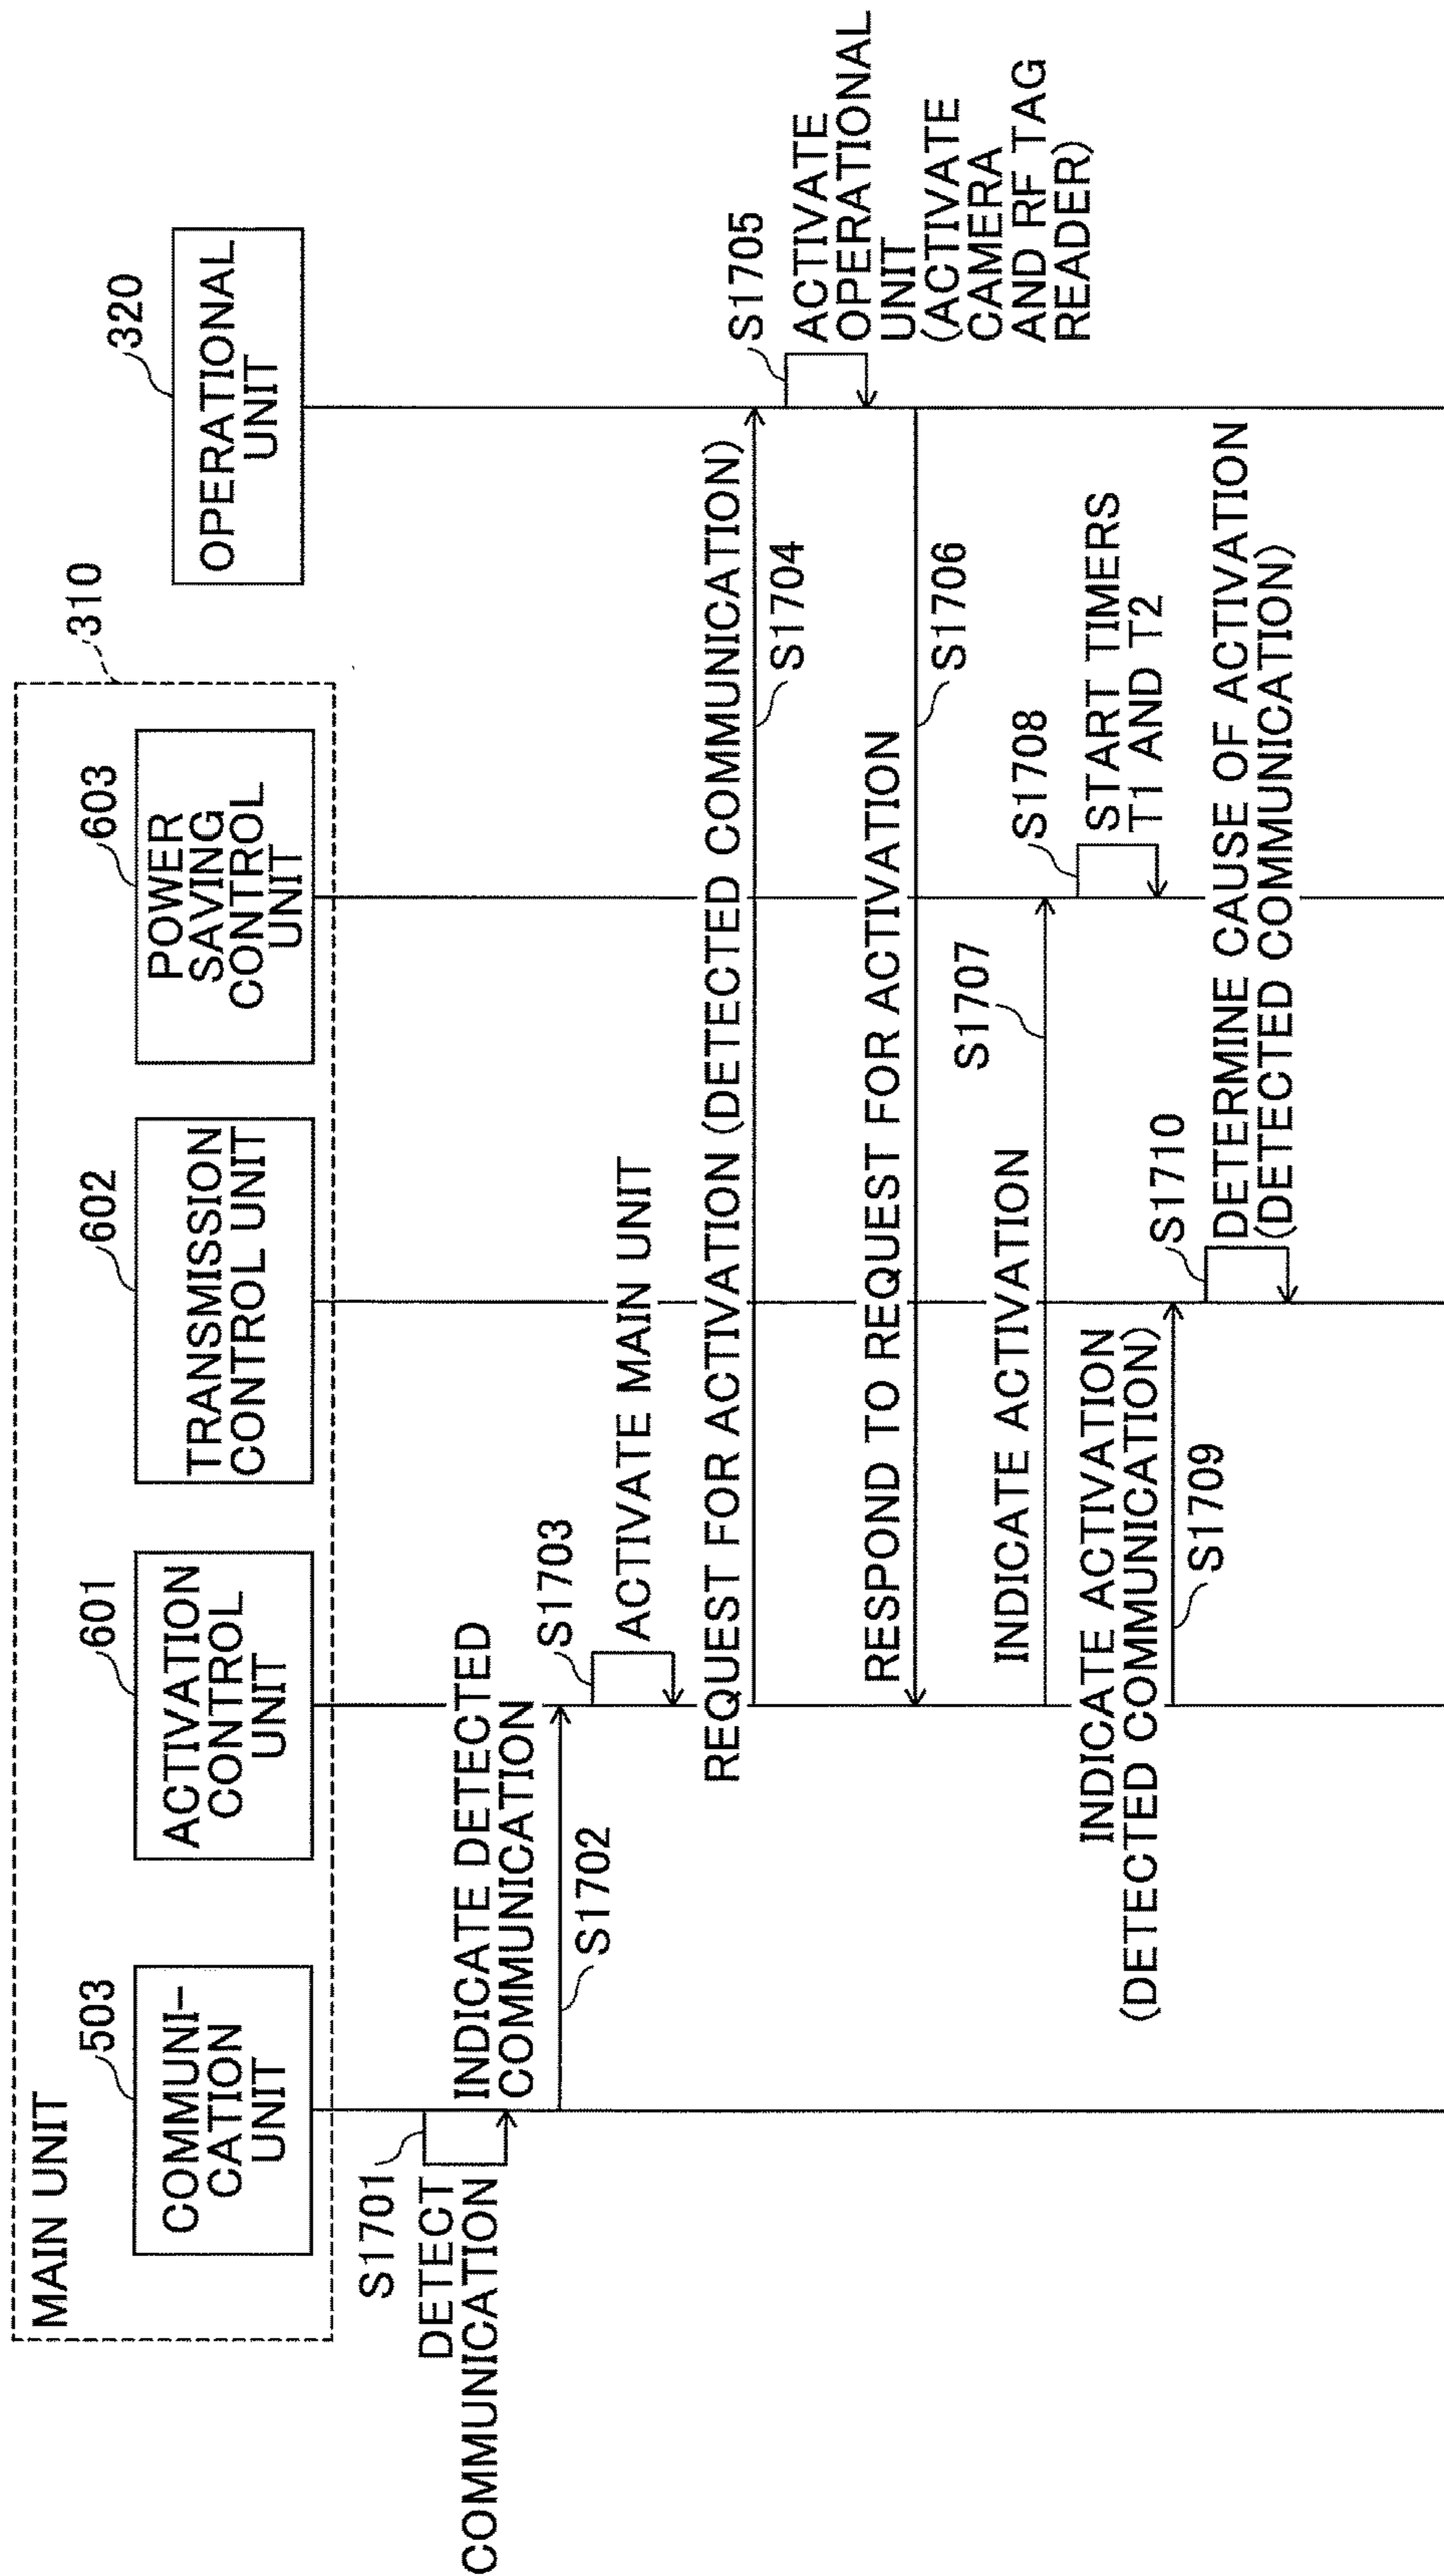 MAIN UNIT
310
503
COMMUNI-
CATION
UNIT
601
ACTIVATION
CONTROL
UNIT
602
TRANSMISSION
CONTROL UNIT
603
POWER
SAVING
CONTROL
UNIT
320
OPERATIONAL
UNIT
S1701
DETECT
COMMUNICATION
INDICATE DETECTED
COMMUNICATION
S1702
S1703
ACTIVATE MAIN UNIT
REQUEST FOR ACTIVATION (DETECTED COMMUNICATION)
S1704
S1705
ACTIVATE
OPERATIONAL
UNIT
(ACTIVATE
CAMERA
AND RF TAG
READER)
RESPOND TO REQUEST FOR ACTIVATION
S1706
INDICATE ACTIVATION
S1707
S1708
START TIMERS
T1 AND T2
INDICATE ACTIVATION
(DETECTED COMMUNICATION)
S1709
S1710
DETERMINE CAUSE OF ACTIVATION
(DETECTED COMMUNICATION)